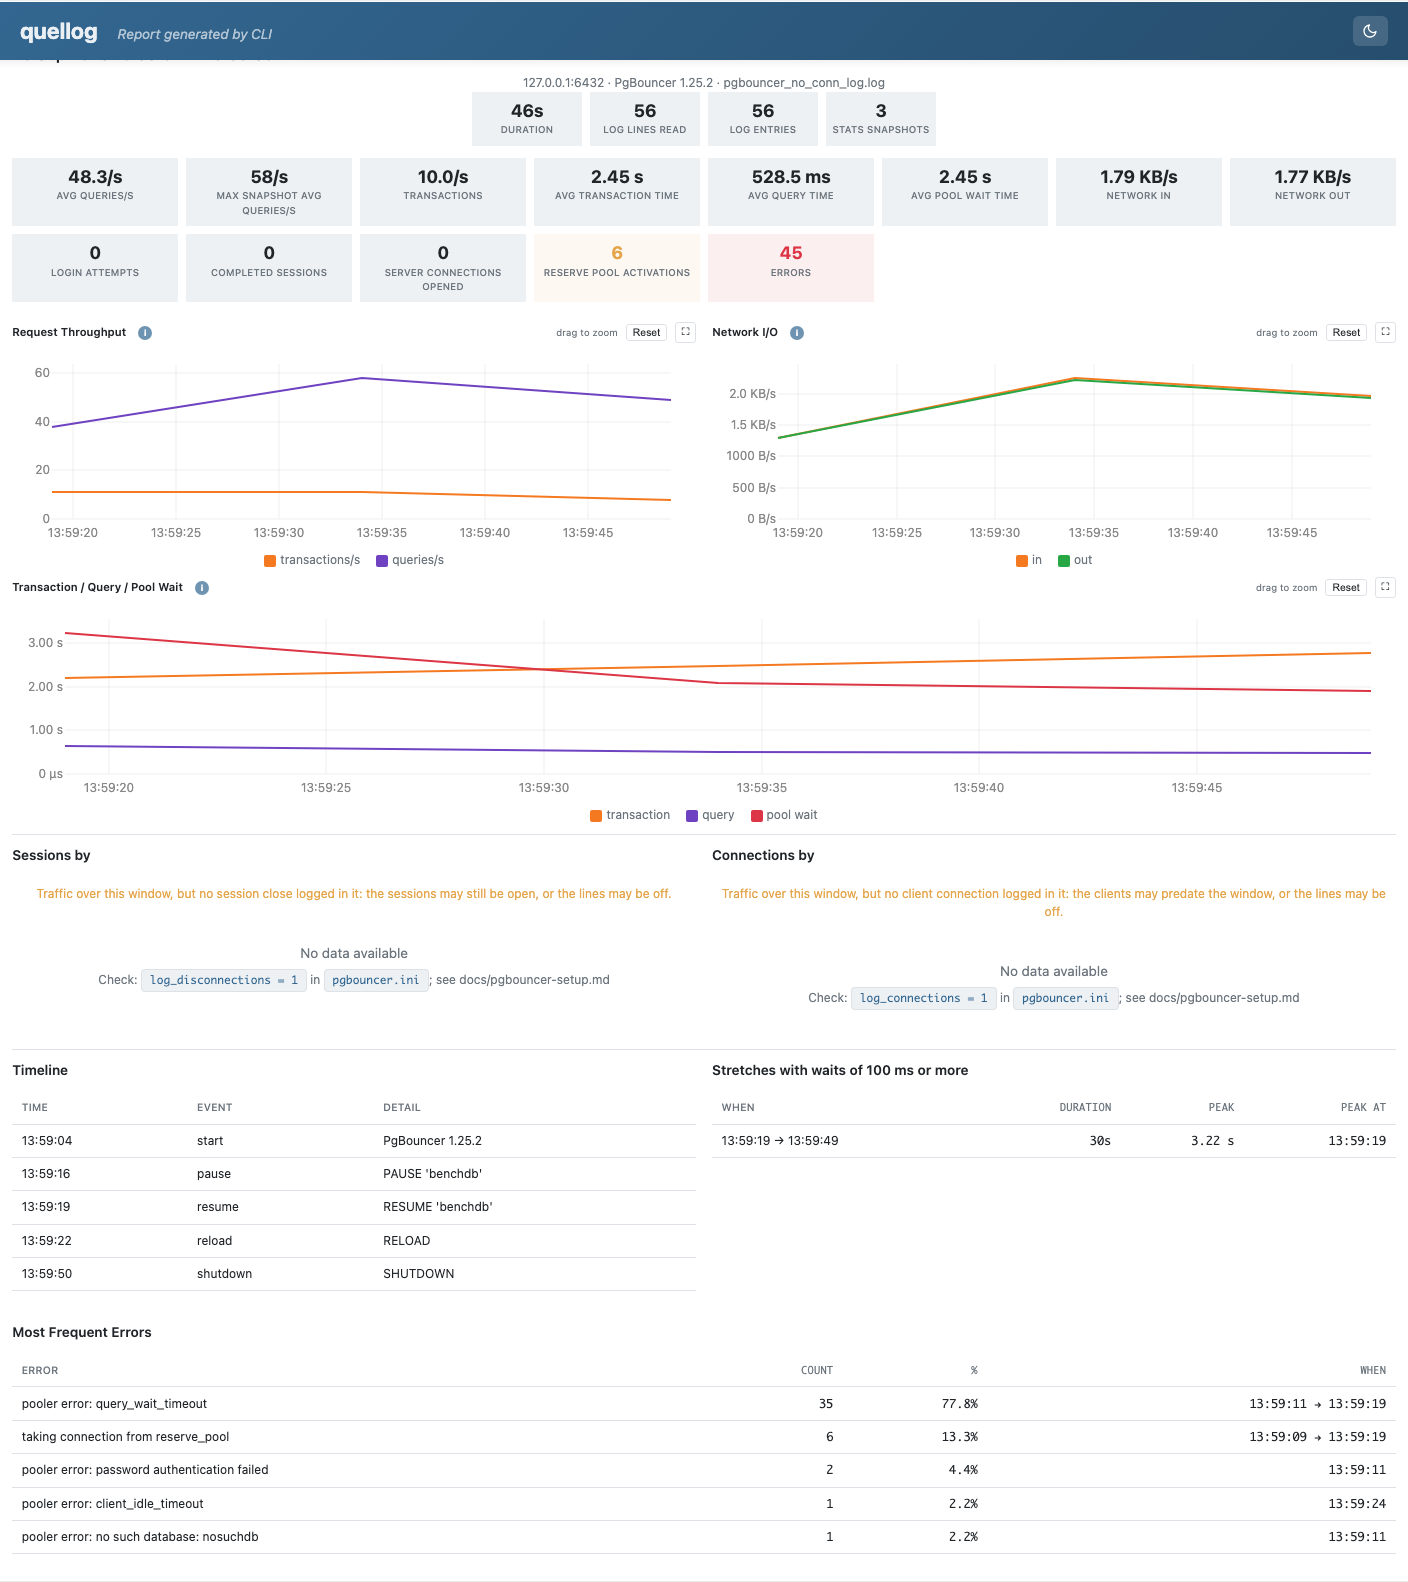 quellog
Report generated by CLI
127.0.0.1:6432 · PgBouncer 1.25.2 · pgbouncer_no_conn_log.log
46s
DURATION
56
LOG LINES READ
56
LOG ENTRIES
3
STATS SNAPSHOTS
48.3/s
AVG QUERIES/S
58/s
MAX SNAPSHOT AVG
QUERIES/S
10.0/s
TRANSACTIONS
2.45 s
AVG TRANSACTION TIME
528.5 ms
AVG QUERY TIME
2.45 s
AVG POOL WAIT TIME
1.79 KB/s
NETWORK IN
1.77 KB/s
NETWORK OUT
0
LOGIN ATTEMPTS
0
COMPLETED SESSIONS
0
SERVER CONNECTIONS
OPENED
6
RESERVE POOL ACTIVATIONS
45
ERRORS
Request Throughput i drag to zoom Reset
60
40
20
0
13:59:20 13:59:25 13:59:30 13:59:35 13:59:40 13:59:45
transactions/s queries/s
Network I/O i drag to zoom Reset
2.0 KB/s
1.5 KB/s
1000 B/s
500 B/s
0 B/s
13:59:20 13:59:25 13:59:30 13:59:35 13:59:40 13:59:45
in out
Transaction / Query / Pool Wait i drag to zoom Reset
3.00 s
2.00 s
1.00 s
0 µs
13:59:20 13:59:25 13:59:30 13:59:35 13:59:40 13:59:45
transaction query pool wait
Sessions by
Traffic over this window, but no session close logged in it: the sessions may still be open, or the lines may be off.
No data available
Check: log_disconnections = 1 in pgbouncer.ini; see docs/pgbouncer-setup.md
Connections by
Traffic over this window, but no client connection logged in it: the clients may predate the window, or the lines may be
off.
No data available
Check: log_connections = 1 in pgbouncer.ini; see docs/pgbouncer-setup.md
Timeline
TIME EVENT DETAIL
13:59:04 start PgBouncer 1.25.2
13:59:16 pause PAUSE 'benchdb'
13:59:19 resume RESUME 'benchdb'
13:59:22 reload RELOAD
13:59:50 shutdown SHUTDOWN
Stretches with waits of 100 ms or more
WHEN DURATION PEAK PEAK AT
13:59:19 → 13:59:49 30s 3.22 s 13:59:19
Most Frequent Errors
ERROR COUNT % WHEN
pooler error: query_wait_timeout 35 77.8% 13:59:11 → 13:59:19
taking connection from reserve_pool 6 13.3% 13:59:09 → 13:59:19
pooler error: password authentication failed 2 4.4% 13:59:11
pooler error: client_idle_timeout 1 2.2% 13:59:24
pooler error: no such database: nosuchdb 1 2.2% 13:59:11